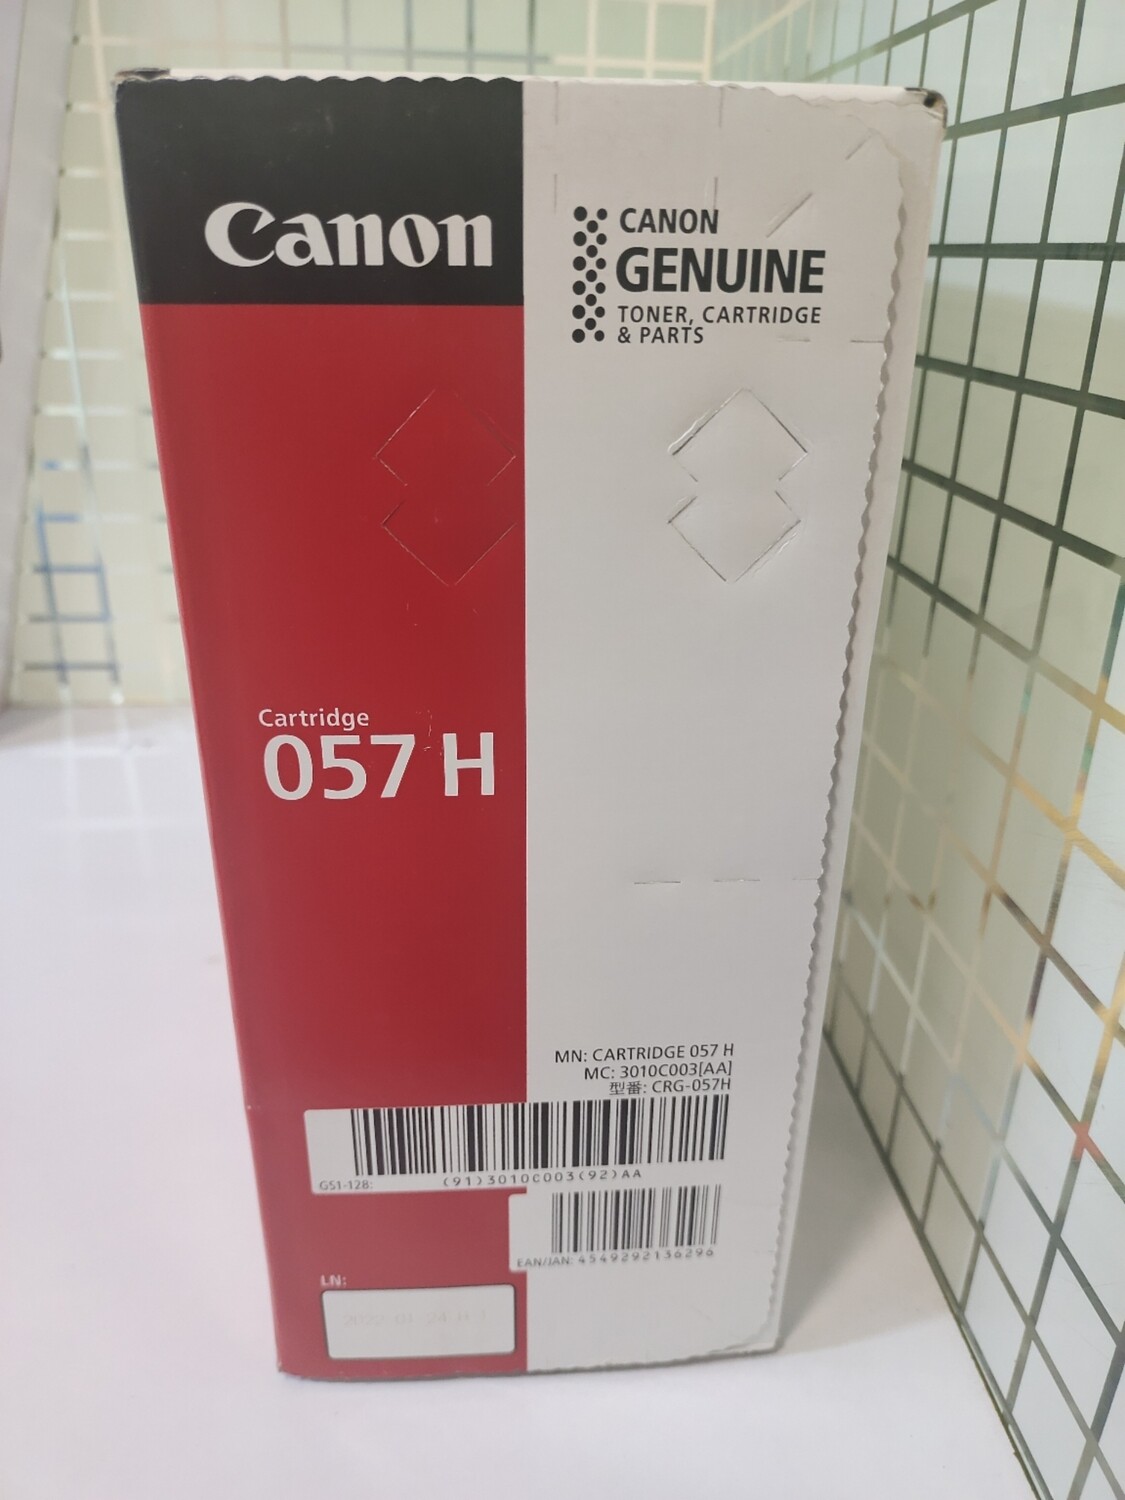 Canon
CANON
GENUINE
TONER, CARTRIDGE
& PARTS
Cartridge
057 H
MN: CARTRIDGE 057 H
MC: 3010C003[AA]
型番: CRG-057H
GS1-128: (91)3010C003(92)AA
EAN/JAN: 4549292136296
LN: